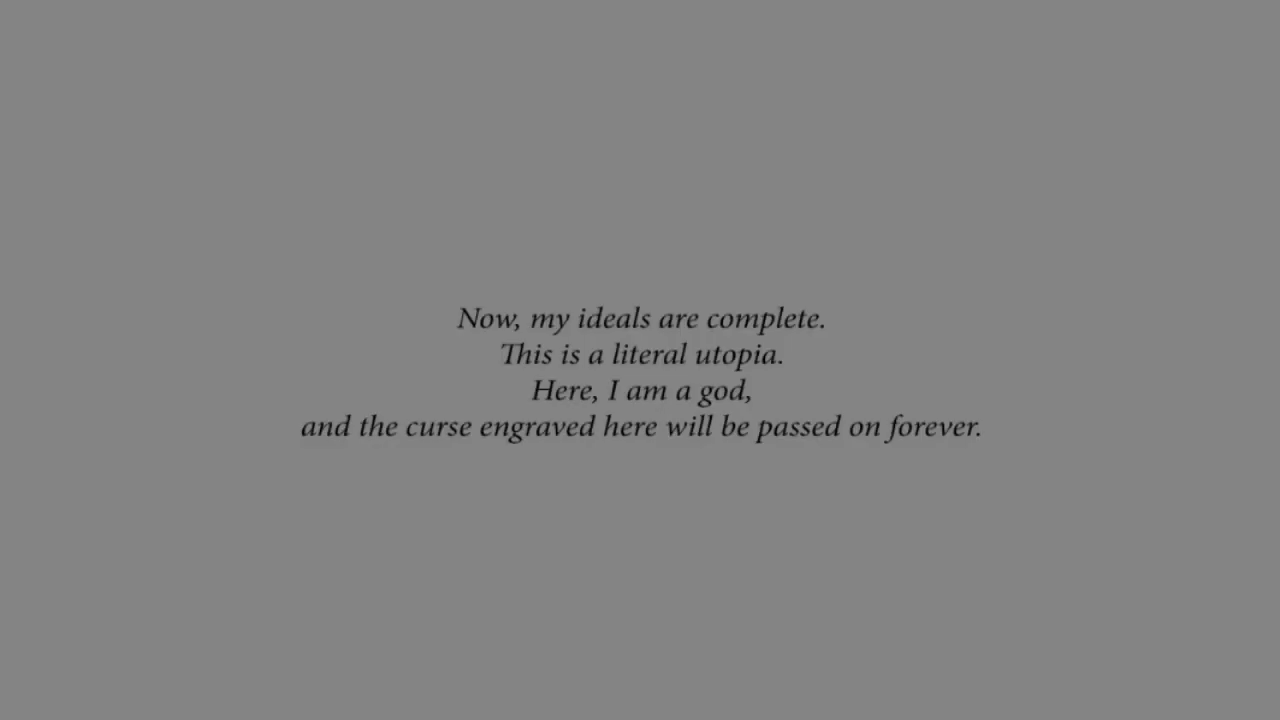 Now, my ideals are complete.
This is a literal utopia.
Here, I am a god,
and the curse engraved here will be passed on forever.